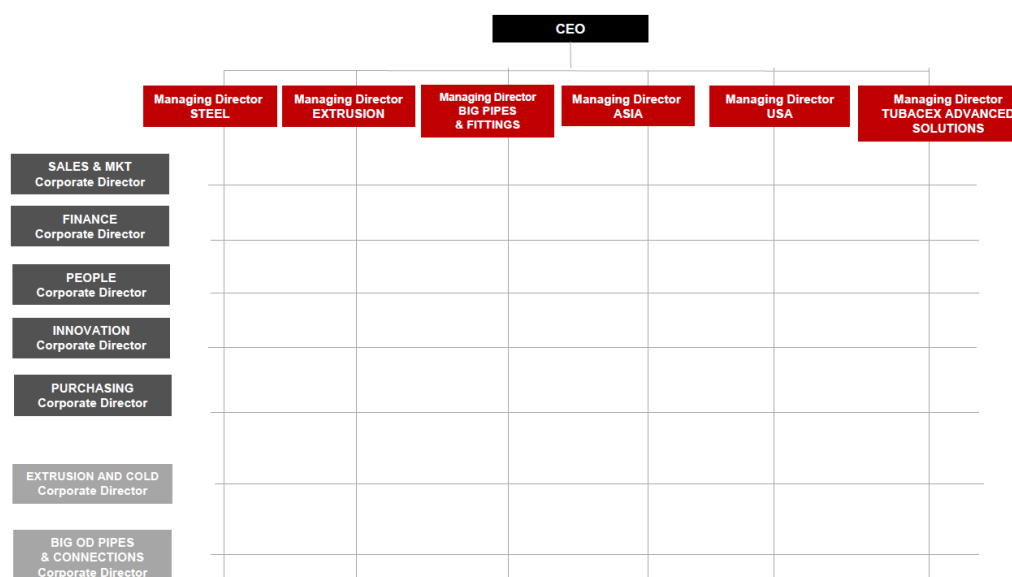 CEO
Managing Director
STEEL
Managing Director
EXTRUSION
Managing Director
BIG PIPES
& FITTINGS
Managing Director
ASIA
Managing Director
USA
Managing Director
TUBACEX ADVANCED
SOLUTIONS
SALES & MKT
Corporate Director
FINANCE
Corporate Director
PEOPLE
Corporate Director
INNOVATION
Corporate Director
PURCHASING
Corporate Director
EXTRUSION AND COLD
Corporate Director
BIG OD PIPES
& CONNECTIONS
Corporate Director